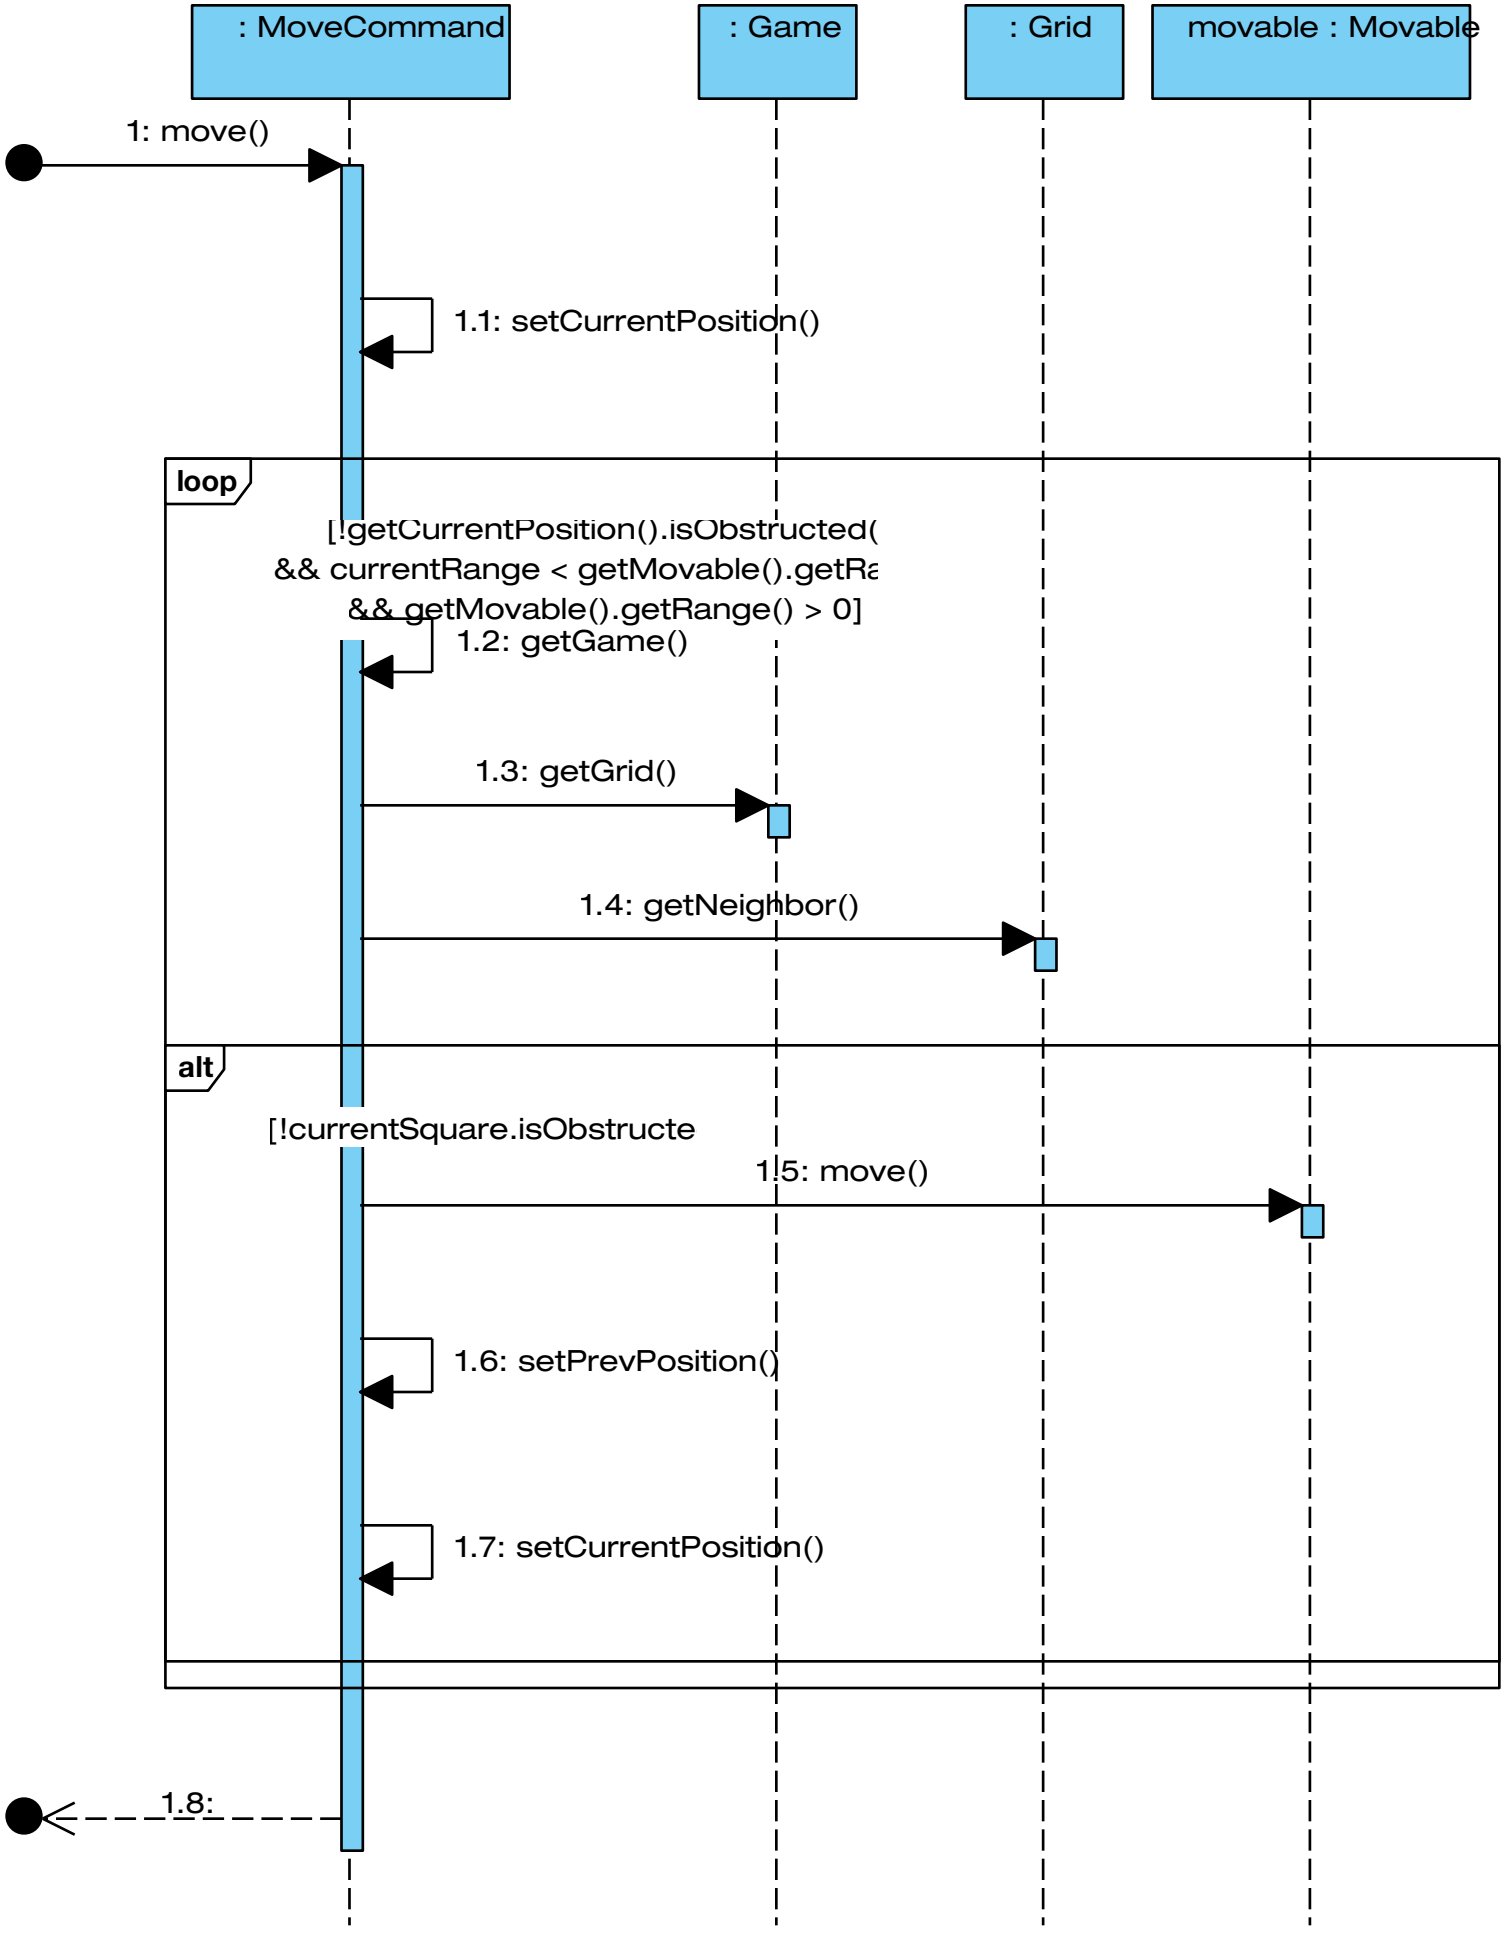 : MoveCommand
: Game
: Grid
movable : Movable
1: move()
1.1: setCurrentPosition()
loop
[!getCurrentPosition().isObstructed(
&& currentRange < getMovable().getRa
&& getMovable().getRange() > 0]
1.2: getGame()
1.3: getGrid()
1.4: getNeighbor()
alt
[!currentSquare.isObstructe
1.5: move()
1.6: setPrevPosition()
1.7: setCurrentPosition()
1.8: